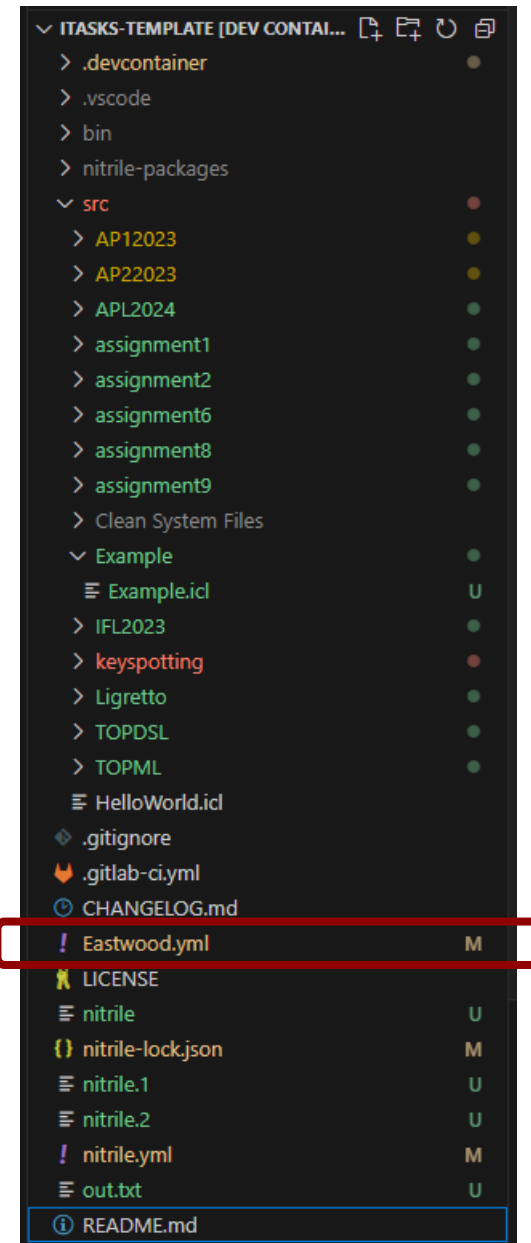 ITASKS-TEMPLATE [DEV CONTAI...
.devcontainer
.vscode
bin
nitrile-packages
src
AP12023
AP22023
APL2024
assignment1
assignment2
assignment6
assignment8
assignment9
Clean System Files
Example
Example.icl U
IFL2023
keyspotting
Ligretto
TOPDSL
TOPML
HelloWorld.icl
.gitignore
.gitlab-ci.yml
CHANGELOG.md
! Eastwood.yml M
LICENSE
nitrile U
{} nitrile-lock.json M
nitrile.1 U
nitrile.2 U
! nitrile.yml M
out.txt U
README.md